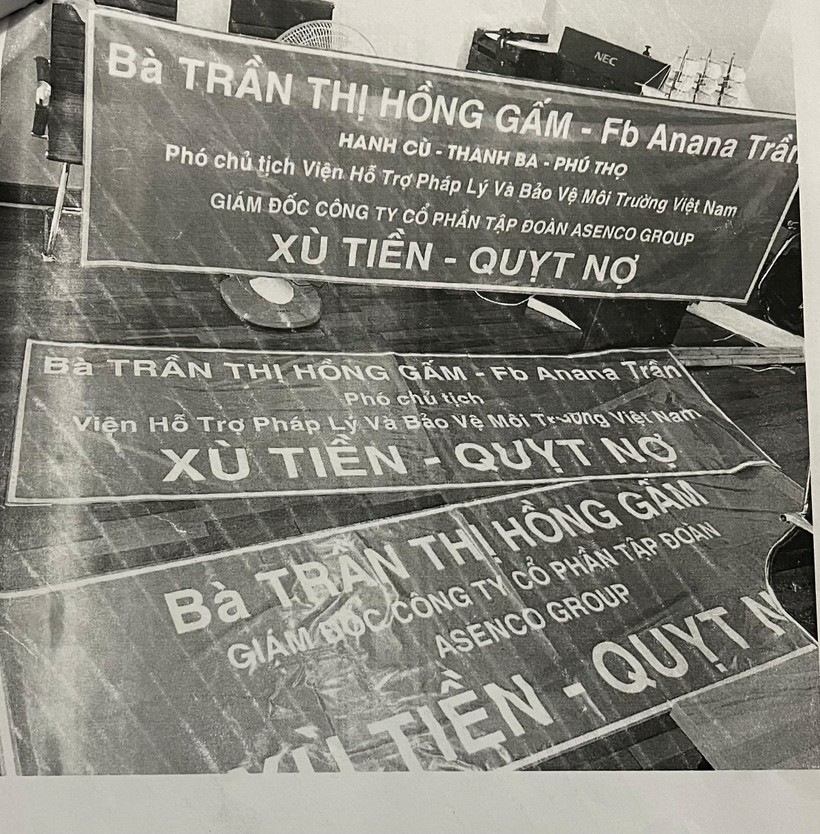 NEC
Bà TRẦN THỊ HỒNG GẤM - Fb Anana Trần
HANH CÙ - THANH BA - PHÚ THỌ
Phó chủ tịch Viện Hỗ Trợ Pháp Lý Và Bảo Vệ Môi Trường Việt Nam
GIÁM ĐỐC CÔNG TY CỔ PHẦN TẬP ĐOÀN ASENCO GROUP
XÙ TIỀN - QUỴT NỢ
Bà TRẦN THỊ HỒNG GẤM - Fb Anana Trần
Phó chủ tịch
Viện Hỗ Trợ Pháp Lý Và Bảo Vệ Môi Trường Việt Nam
XÙ TIỀN - QUỴT NỢ
Bà TRẦN THỊ HỒNG GẤM
GIÁM ĐỐC CÔNG TY CỔ PHẦN TẬP ĐOÀN
ASENCO GROUP
XÙ TIỀN - QUỴT N